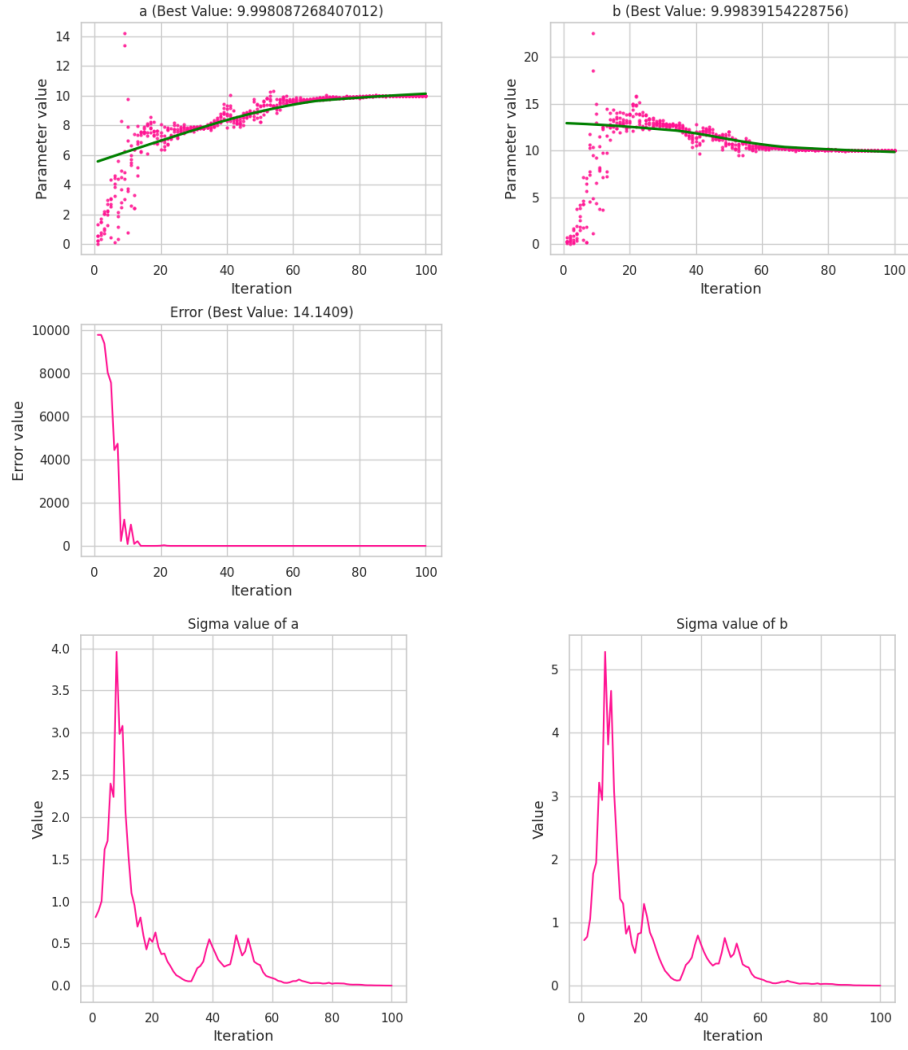 a (Best Value: 9.998087268407012)
14
12
10
8
6
4
2
0
Parameter value
0 20 40 60 80 100
Iteration
b (Best Value: 9.99839154228756)
20
15
10
5
0
Parameter value
0 20 40 60 80 100
Iteration
Error (Best Value: 14.1409)
10000
8000
6000
4000
2000
0
Error value
0 20 40 60 80 100
Iteration
Sigma value of a
4.0
3.5
3.0
2.5
2.0
1.5
1.0
0.5
0.0
Value
0 20 40 60 80 100
Iteration
Sigma value of b
5
4
3
2
1
0
Value
0 20 40 60 80 100
Iteration